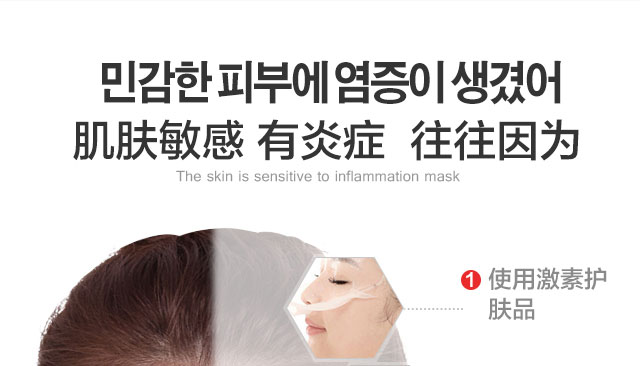 민감한 피부에 염증이 생겼어
肌肤敏感 有炎症 往往因为
The skin is sensitive to inflammation mask
1 使用激素护
肤品